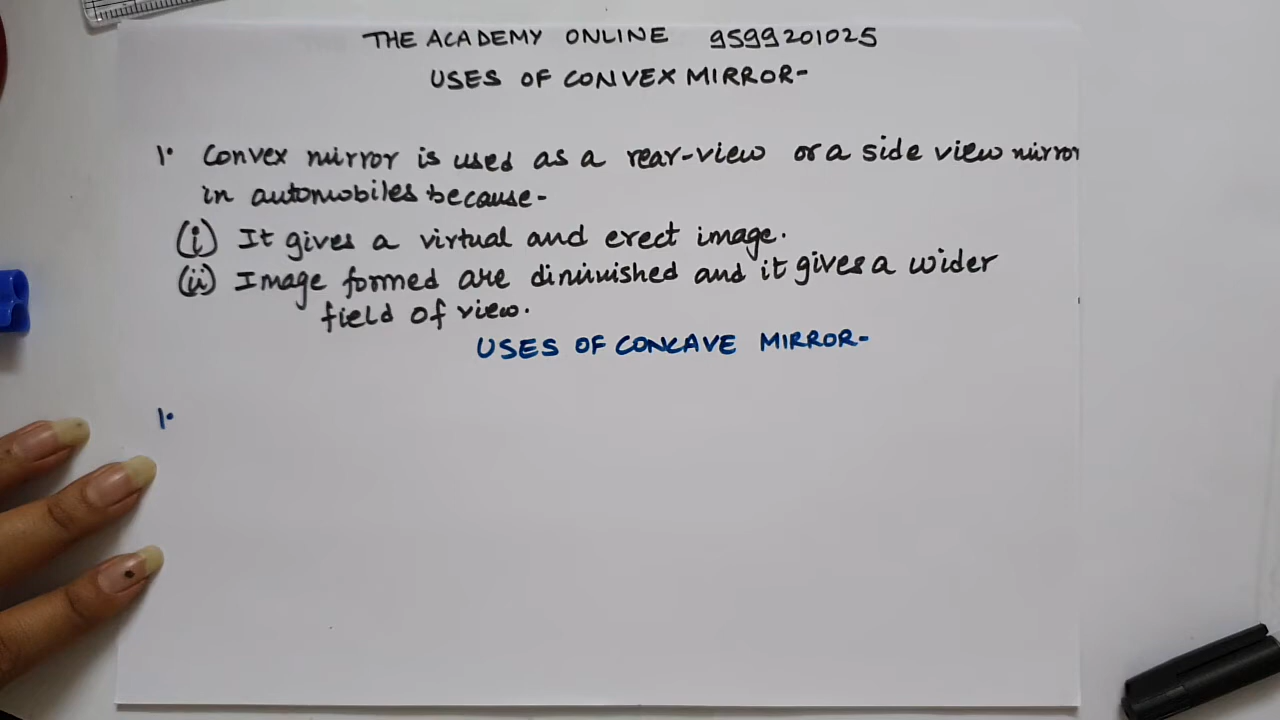 THE ACADEMY ONLINE 9599201025
USES OF CONVEX MIRROR-
1. Convex mirror is used as a rear-view or a side view mirror
in automobiles because-
(i) It gives a virtual and erect image.
(ii) Image formed are diminished and it gives a wider
field of view.
USES OF CONCAVE MIRROR-
1.